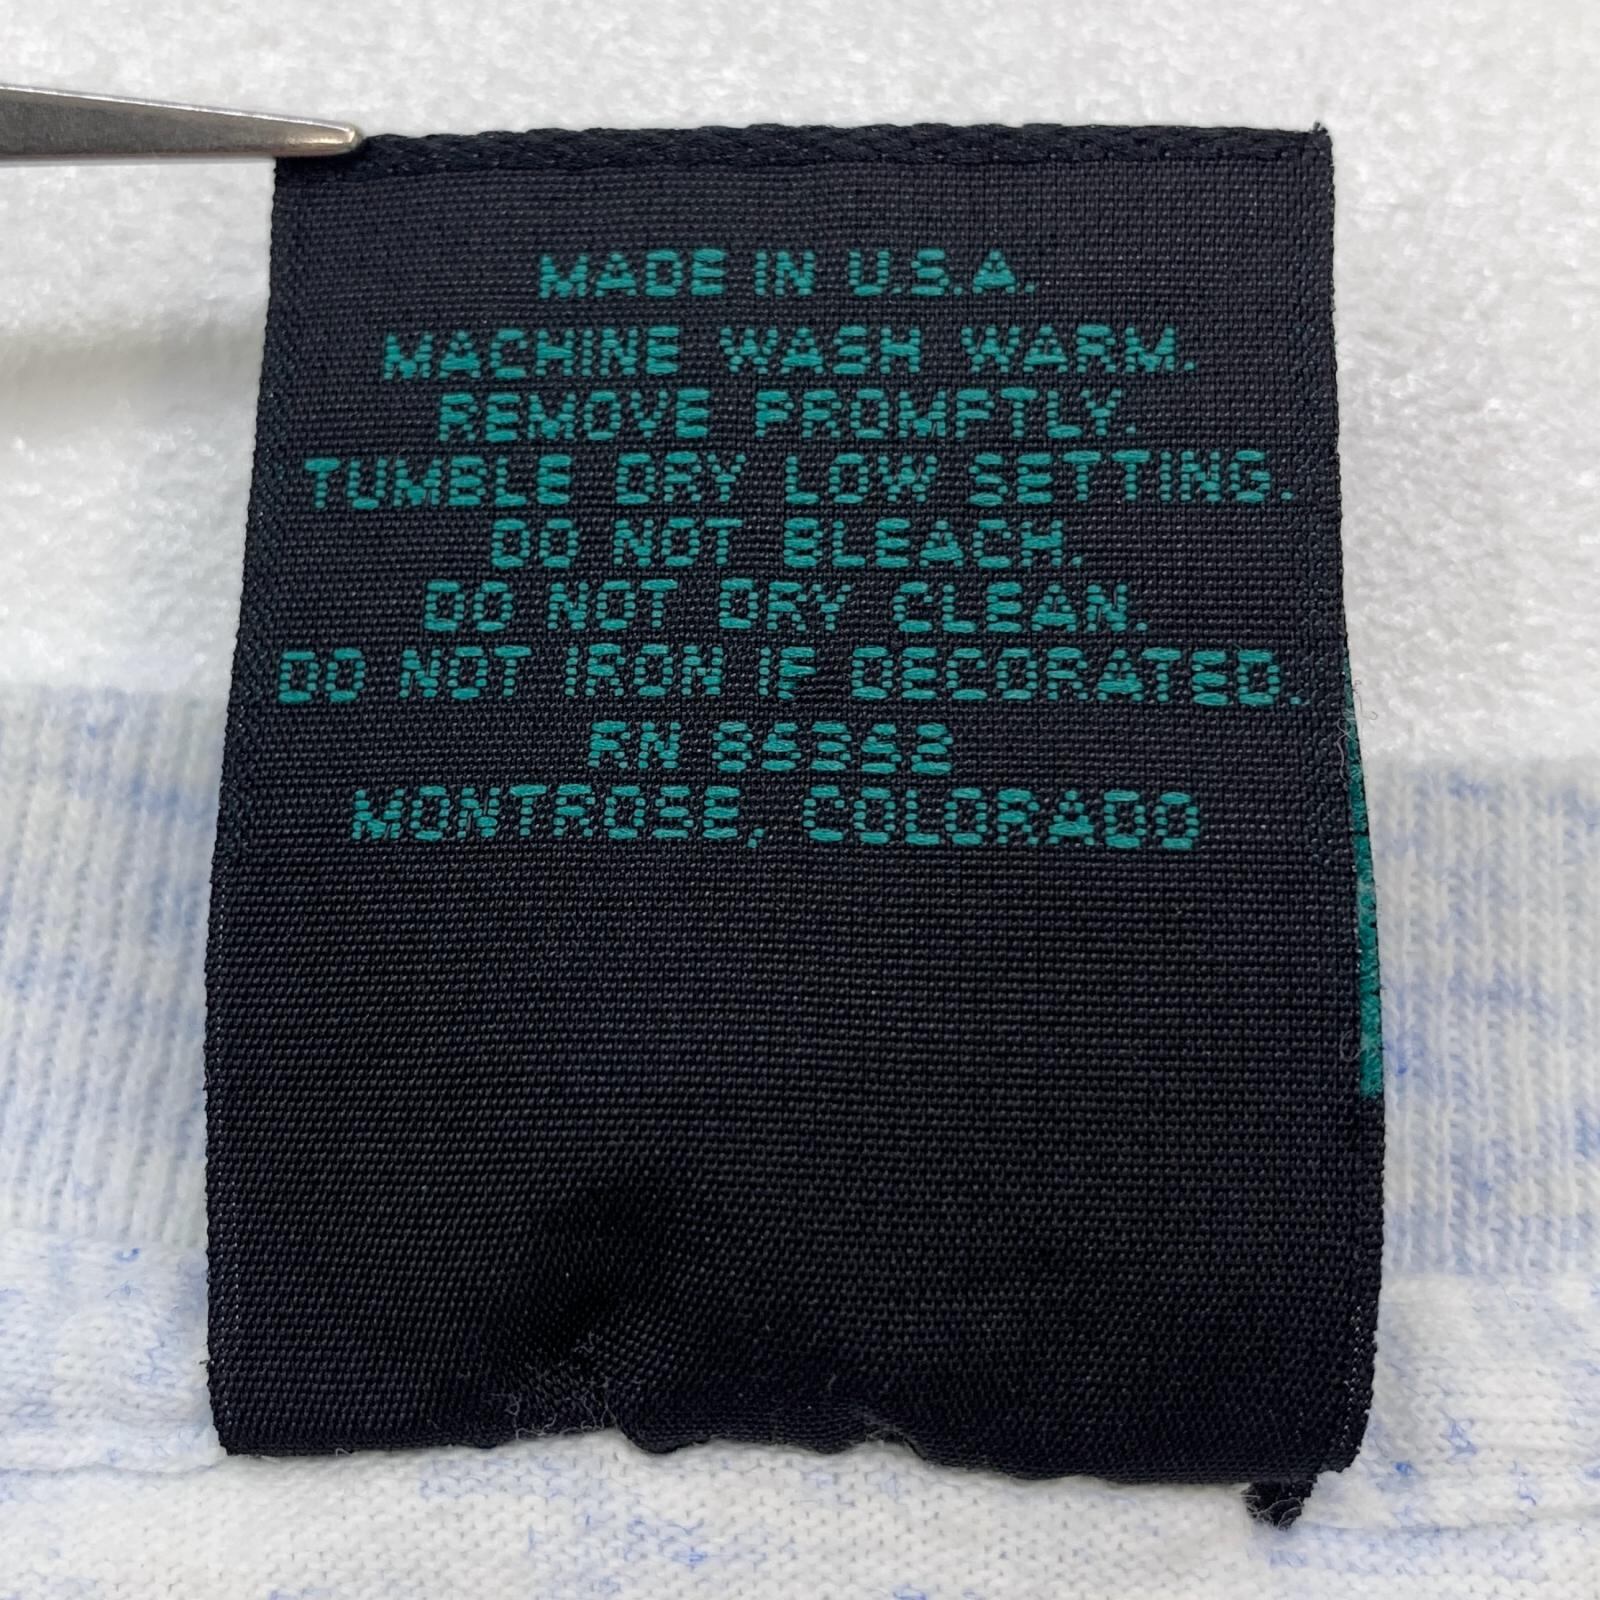 MADE IN U.S.A.
MACHINE WASH WARM.
REMOVE PROMPTLY.
TUMBLE DRY LOW SETTING.
DO NOT BLEACH.
DO NOT DRY CLEAN.
DO NOT IRON IF DECORATED.
RN
MONTROSE, COLORADO